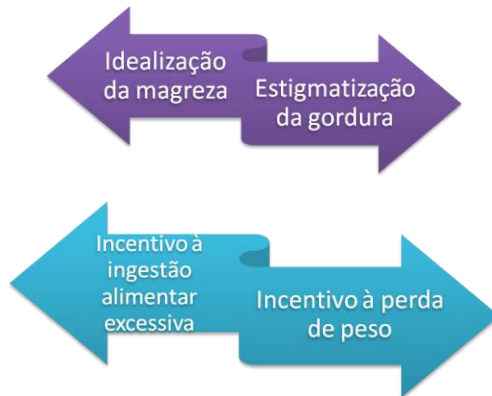 Idealização
da magreza
Estigmatização
da gordura
Incentivo à
ingestão
alimentar
excessiva
Incentivo à perda
de peso